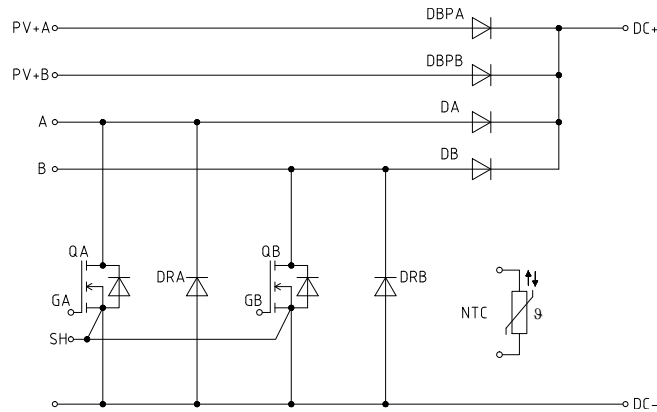 DBPA
PV+A
DC+
DBPB
PV+B
DA
A
DB
B
QA
QB
DRA
DRB
GA
GB
NTC
ϑ
SH
DC-